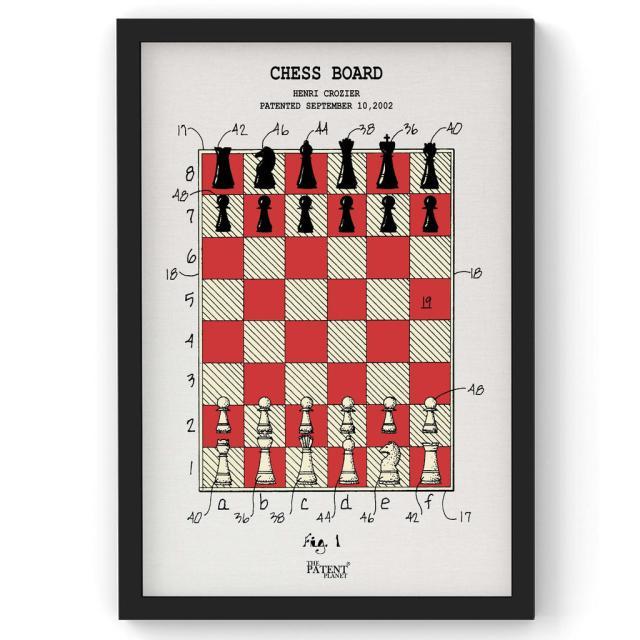 CHESS BOARD
HENRI CROZIER
PATENTED SEPTEMBER 10,2002
17 42 46 44 38 36 40
8
48
7
6
18 18
5 19
4
3
48
2
1
a b c d e f
40 36 38 44 46 42 17
Fig. 1
THE
PATENT
PLANET